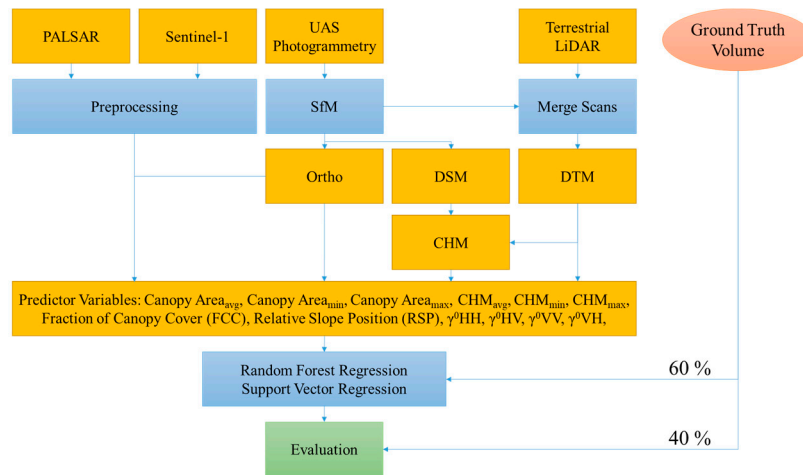 PALSAR
Sentinel-1
UAS
Photogrammetry
Terrestrial
LiDAR
Ground Truth
Volume
Preprocessing
SfM
Merge Scans
Ortho
DSM
DTM
CHM
Predictor Variables: Canopy Areaavg, Canopy Areamin, Canopy Areamax, CHMavg, CHMmin, CHMmax,
Fraction of Canopy Cover (FCC), Relative Slope Position (RSP), γ⁰HH, γ⁰HV, γ⁰VV, γ⁰VH,
Random Forest Regression
Support Vector Regression
60 %
Evaluation
40 %